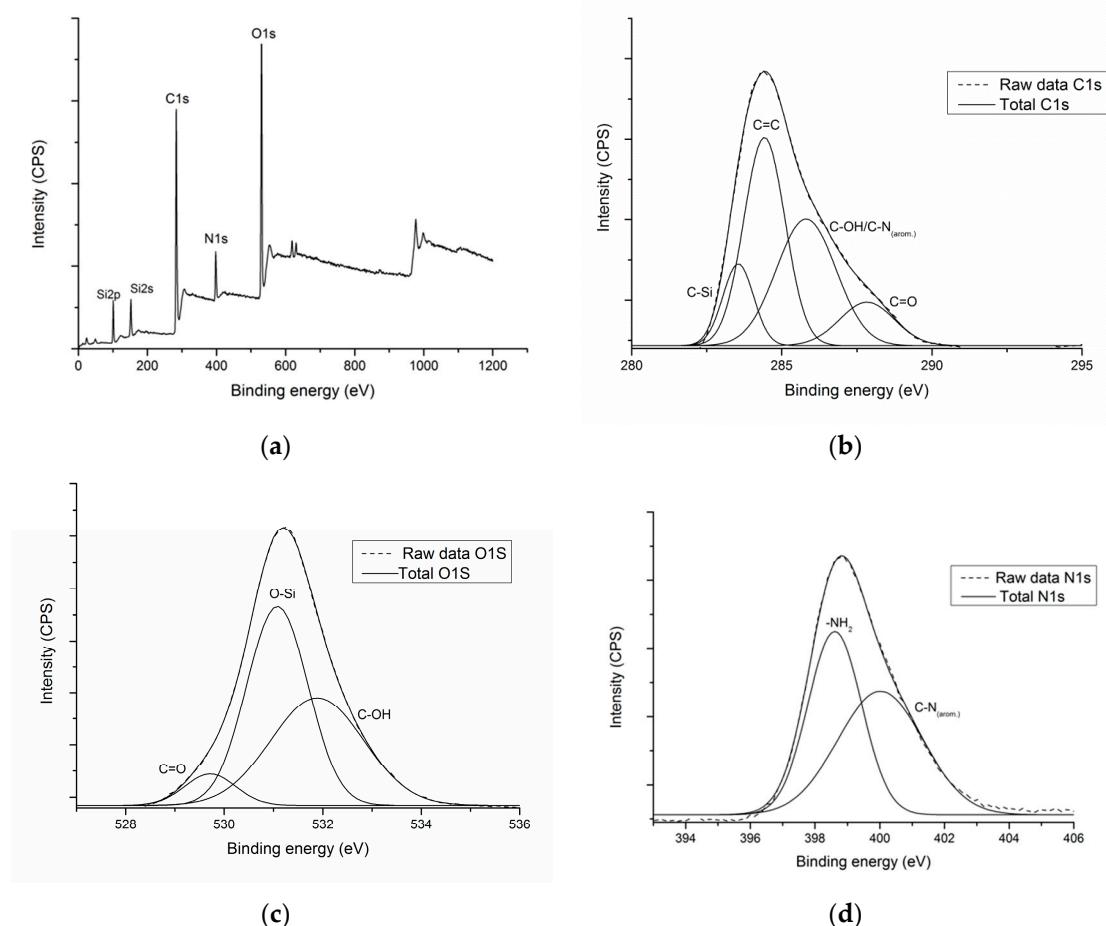 O1s
C1s
N1s
Si2p
Si2s
Intensity (CPS)
0 200 400 600 800 1000 1200
Binding energy (eV)
(a)
Raw data C1s
Total C1s
C=C
C-OH/C-N(arom.)
C-Si
C=O
Intensity (CPS)
280 285 290 295
Binding energy (eV)
(b)
Raw data O1S
Total O1S
O-Si
C-OH
C=O
Intensity (CPS)
528 530 532 534 536
Binding energy (eV)
(c)
Raw data N1s
Total N1s
-NH2
C-N(arom.)
Intensity (CPS)
394 396 398 400 402 404 406
Binding energy (eV)
(d)